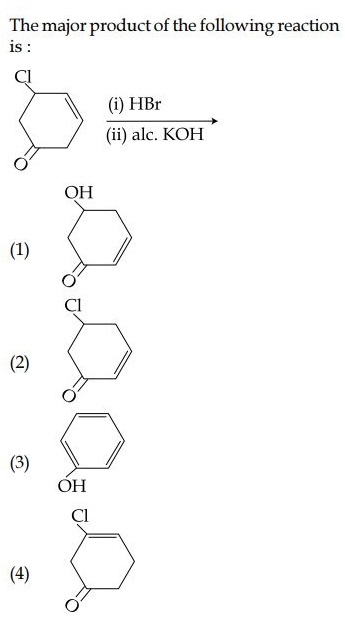 The major product of the following reaction
is :
Cl
O
(i) HBr
(ii) alc. KOH
(1)
OH
O
(2)
Cl
O
(3)
OH
(4)
Cl
O